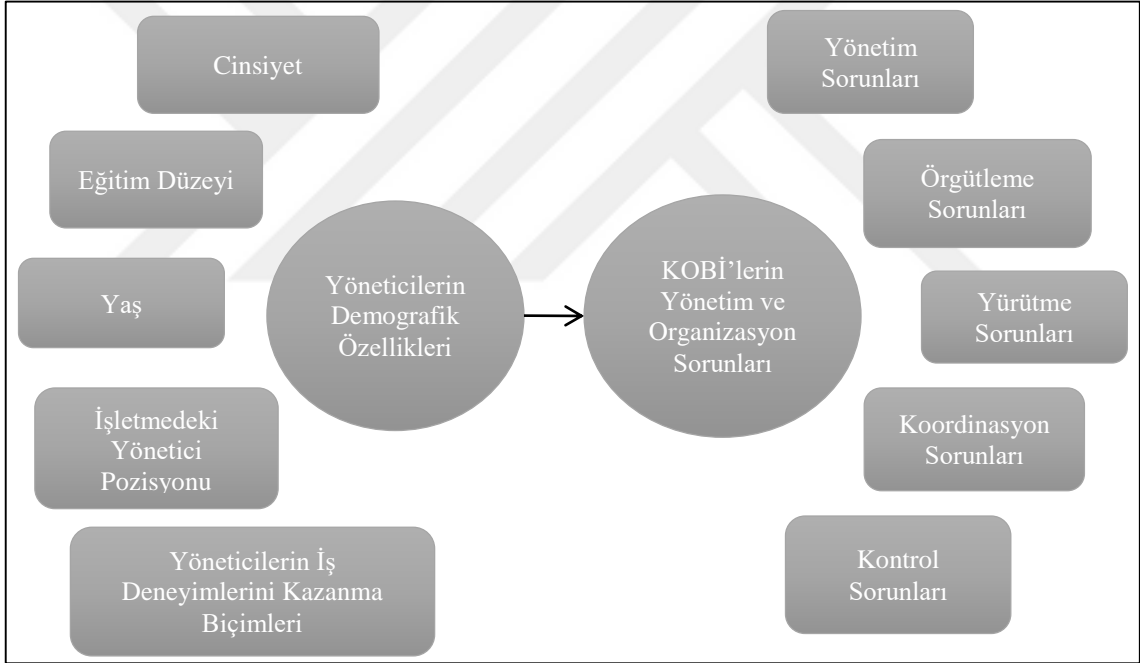 Cinsiyet
Eğitim Düzeyi
Yaş
İşletmedeki
Yönetici
Pozisyonu
Yöneticilerin İş
Deneyimlerini Kazanma
Biçimleri
Yöneticilerin
Demografik
Özellikleri
KOBİ’lerin
Yönetim ve
Organizasyon
Sorunları
Yönetim
Sorunları
Örgütleme
Sorunları
Yürütme
Sorunları
Koordinasyon
Sorunları
Kontrol
Sorunları